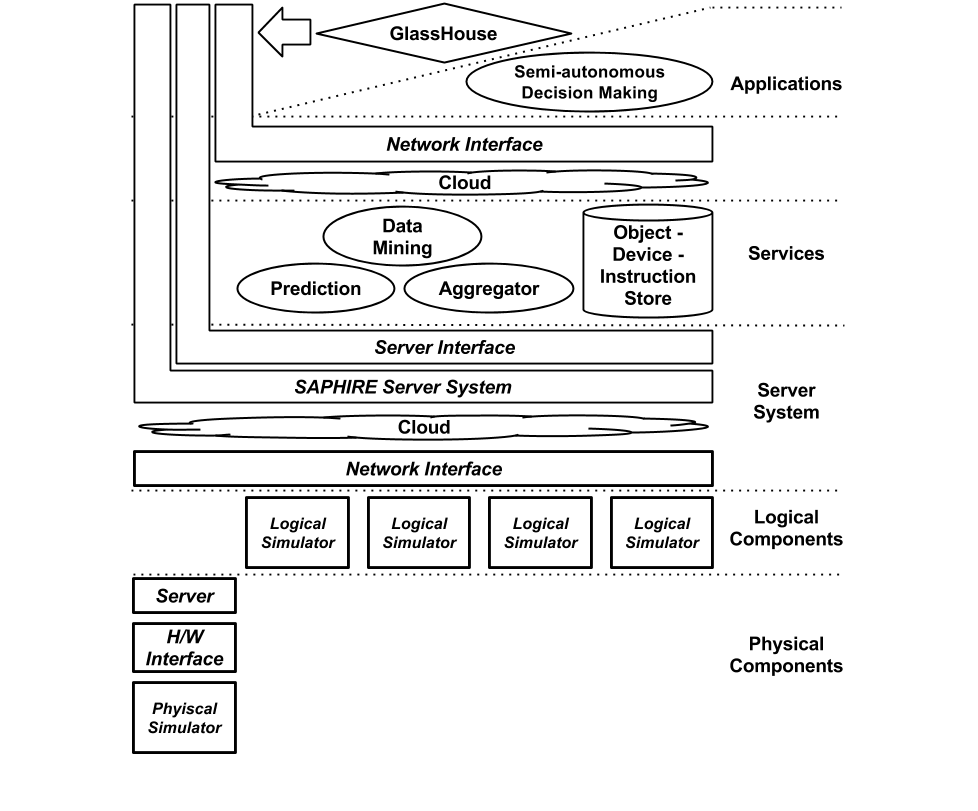 GlassHouse
Semi-autonomous
Decision Making
Applications
Network Interface
Cloud
Data
Mining
Prediction
Aggregator
Object -
Device -
Instruction
Store
Services
Server Interface
SAPHIRE Server System
Server
System
Cloud
Network Interface
Logical
Simulator
Logical
Simulator
Logical
Simulator
Logical
Simulator
Logical
Components
Server
H/W
Interface
Phyiscal
Simulator
Physical
Components